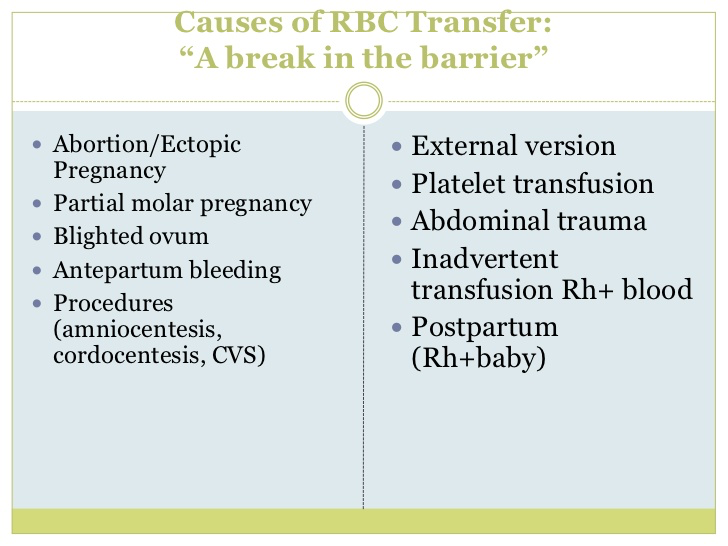 Causes of RBC Transfer:
“A break in the barrier”
• Abortion/Ectopic
Pregnancy
• Partial molar pregnancy
• Blighted ovum
• Antepartum bleeding
• Procedures
(amniocentesis,
cordocentesis, CVS)
• External version
• Platelet transfusion
• Abdominal trauma
• Inadvertent
transfusion Rh+ blood
• Postpartum
(Rh+baby)